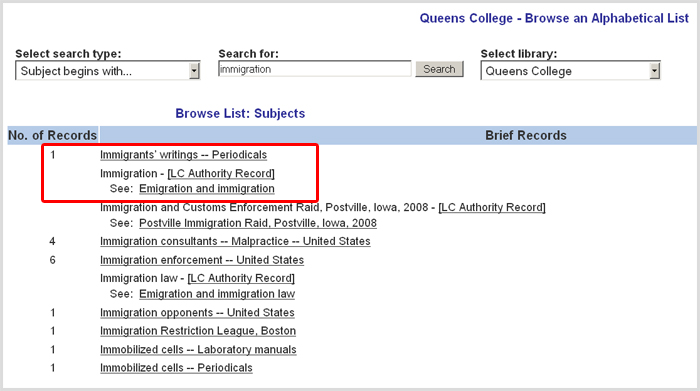 Queens College - Browse an Alphabetical List
Select search type: Search for: Select library:
Subject begins with... immigration Search Queens College
Browse List: Subjects
No. of Records Brief Records
1 Immigrants' writings -- Periodicals
Immigration - [LC Authority Record]
See: Emigration and immigration
Immigration and Customs Enforcement Raid, Postville, Iowa, 2008 - [LC Authority Record]
See: Postville Immigration Raid, Postville, Iowa, 2008
4 Immigration consultants -- Malpractice -- United States
6 Immigration enforcement -- United States
Immigration law - [LC Authority Record]
See: Emigration and immigration law
1 Immigration opponents -- United States
1 Immigration Restriction League, Boston
1 Immobilized cells -- Laboratory manuals
1 Immobilized cells -- Periodicals